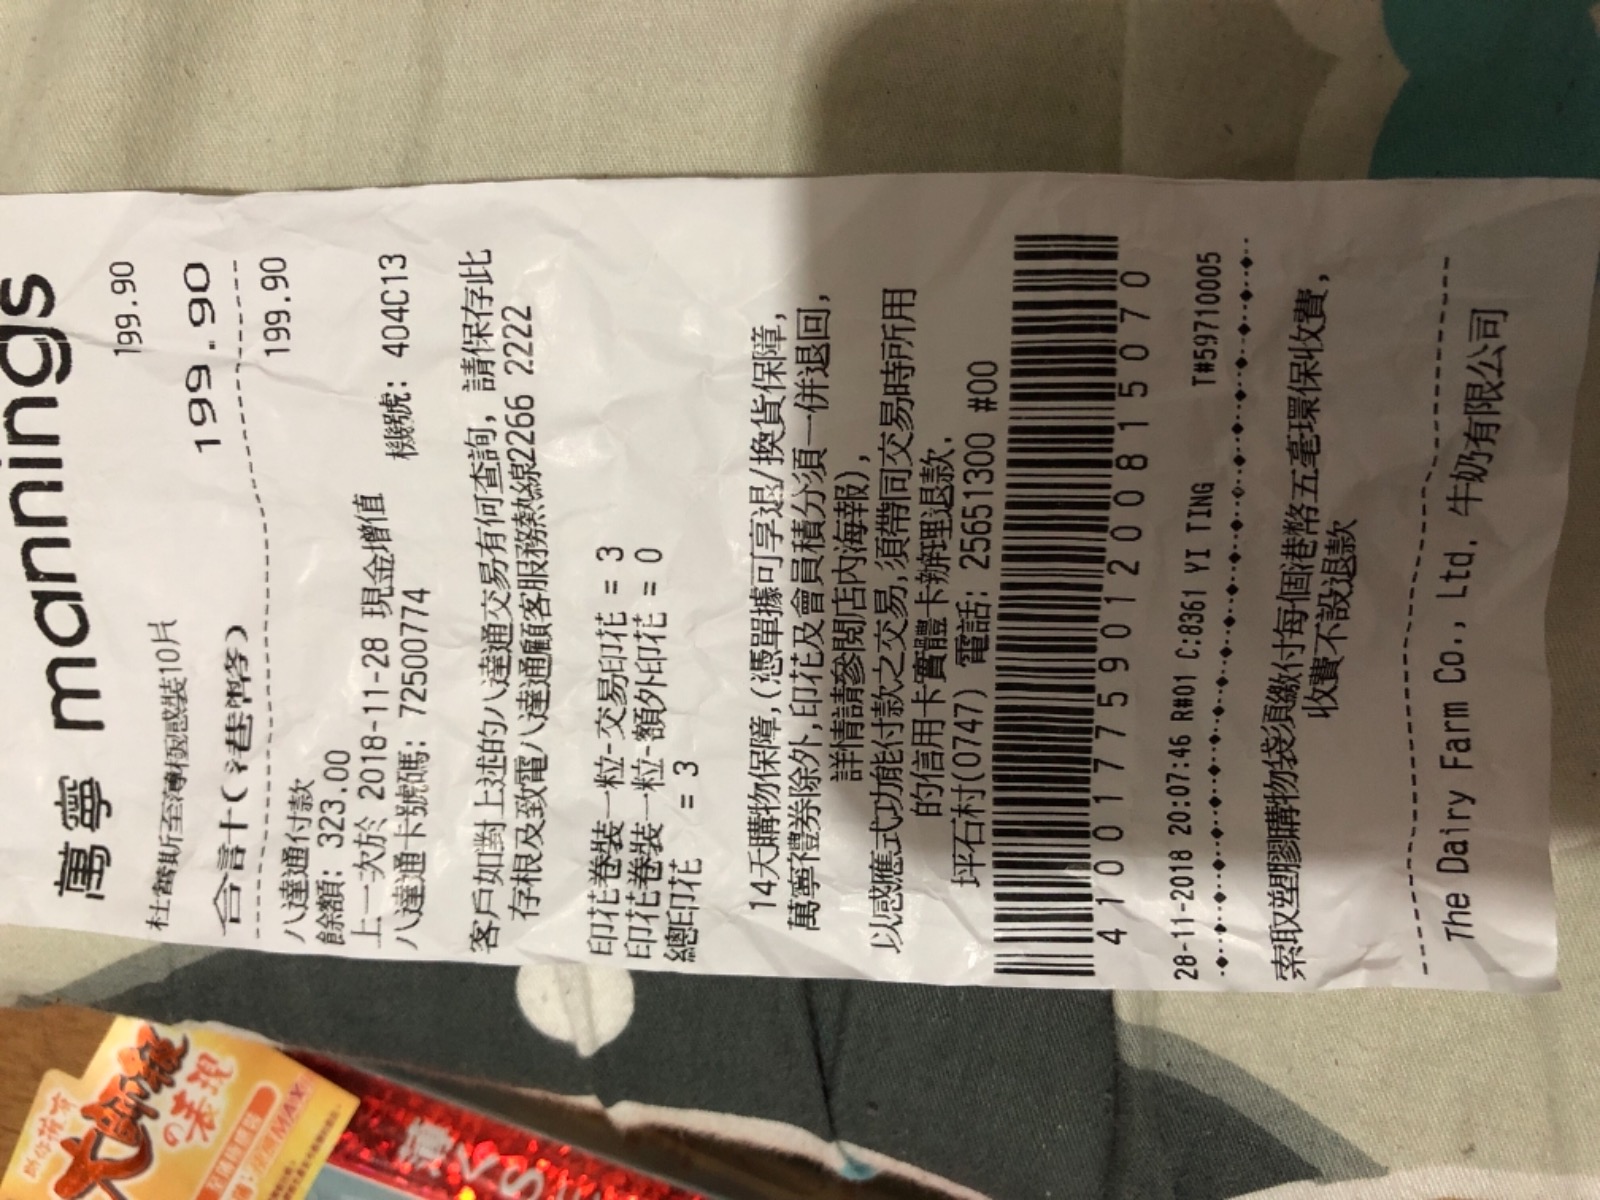 萬寧 mannings
199.90
杜蕾斯至薄極惑裝10片
199.90
合計(港幣)
八達通付款 199.90
餘額: 323.00
上一次於 2018-11-28 現金增值
八達通卡號碼: 72500774 機號: 404C13
客戶如對上述的八達通交易有何查詢, 請保存此
存根及致電八達通顧客服務熱線2266 2222
印花卷裝一粒-交易印花 = 3
印花卷裝一粒-額外印花 = 0
總印花 = 3
14天購物保障,(憑單據可享退/換貨保障,
萬寧禮券除外,印花及會員積分須一併退回,
詳情請參閱店內海報),
以感應式功能付款之交易,須帶同交易時所用
的信用卡實體卡辦理退款.
坪石村(0747) 電話: 25651300 #00
41001775901200815070
28-11-2018 20:07:46 R#01 C:8361 YI TING T#59710005
索取塑膠購物袋須繳付每個港幣五毫環保收費,
收費不設退款
The Dairy Farm Co., Ltd. 牛奶有限公司
大師級
の表現
MAX